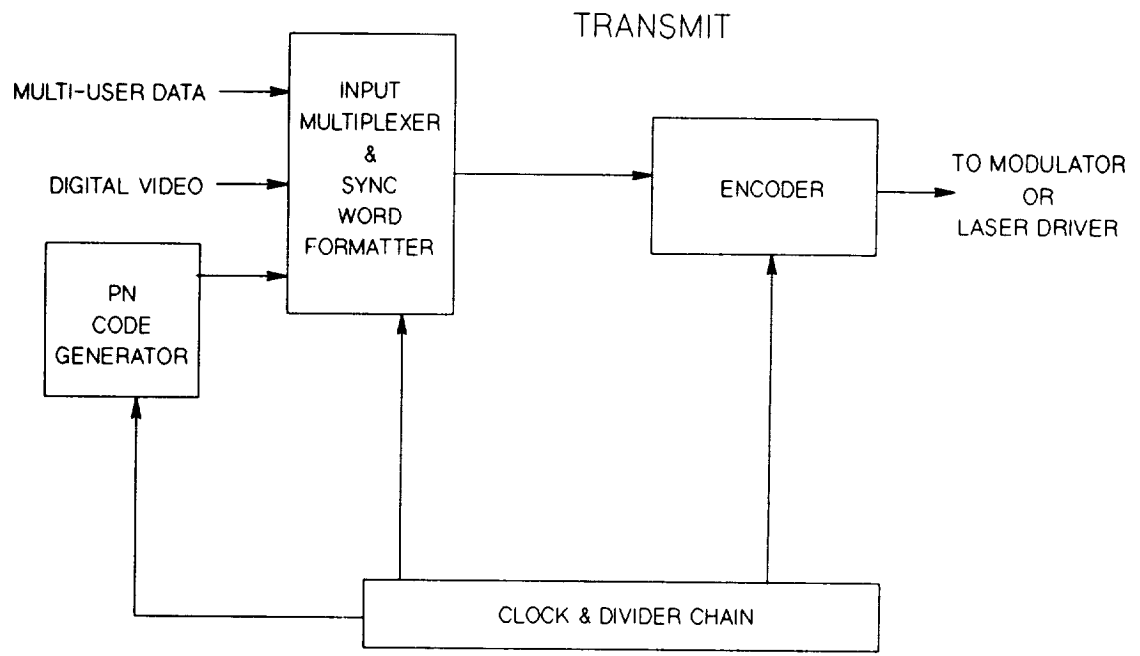 TRANSMIT
MULTI-USER DATA
DIGITAL VIDEO
PN
CODE
GENERATOR
INPUT
MULTIPLEXER
&
SYNC
WORD
FORMATTER
ENCODER
TO MODULATOR
OR
LASER DRIVER
CLOCK & DIVIDER CHAIN